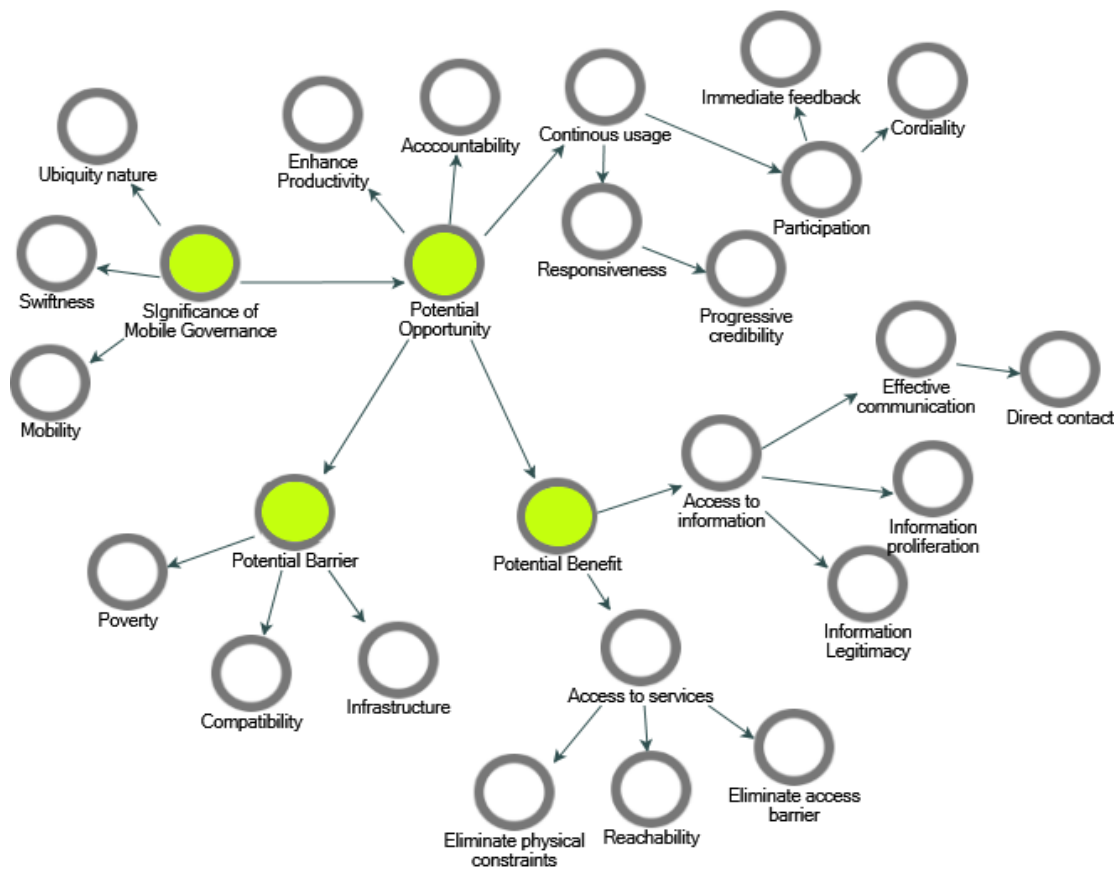 Immediate feedback
Cordiality
Continous usage
Acccountability
Enhance
Productivity
Ubiquity nature
Participation
Responsiveness
Swiftness
SIgnificance of
Mobile Governance
Potential
Opportunity
Progressive
credibility
Mobility
Effective
communication
Direct contact
Access to
information
Information
proliferation
Potential Barrier
Potential Benefit
Poverty
Information
Legitimacy
Compatibility
Infrastructure
Access to services
Eliminate access
barrier
Eliminate physical
constraints
Reachability